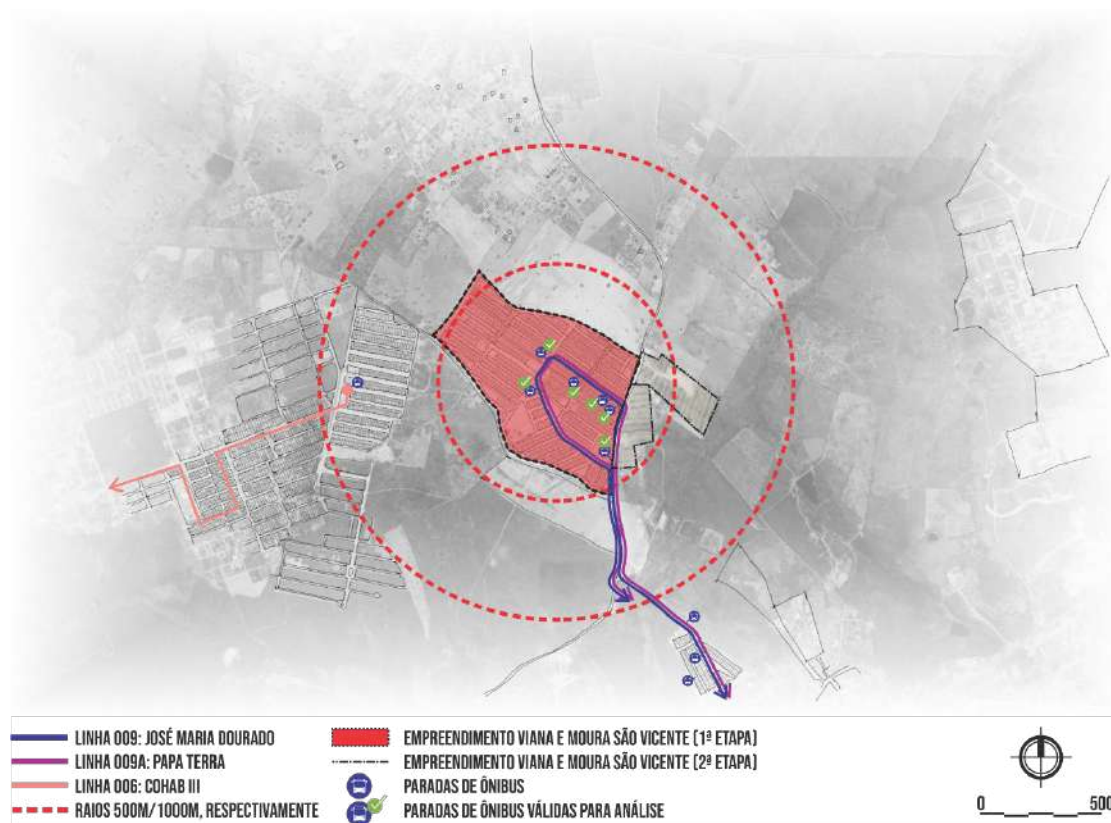 LINHA 009: JOSÉ MARIA DOURADO
LINHA 009A: PAPA TERRA
LINHA 006: COHAB III
RAIOS 500M/1000M, RESPECTIVAMENTE
EMPREENDIMENTO VIANA E MOURA SÃO VICENTE (1ª ETAPA)
EMPREENDIMENTO VIANA E MOURA SÃO VICENTE (2ª ETAPA)
PARADAS DE ÔNIBUS
PARADAS DE ÔNIBUS VÁLIDAS PARA ANÁLISE
0 500